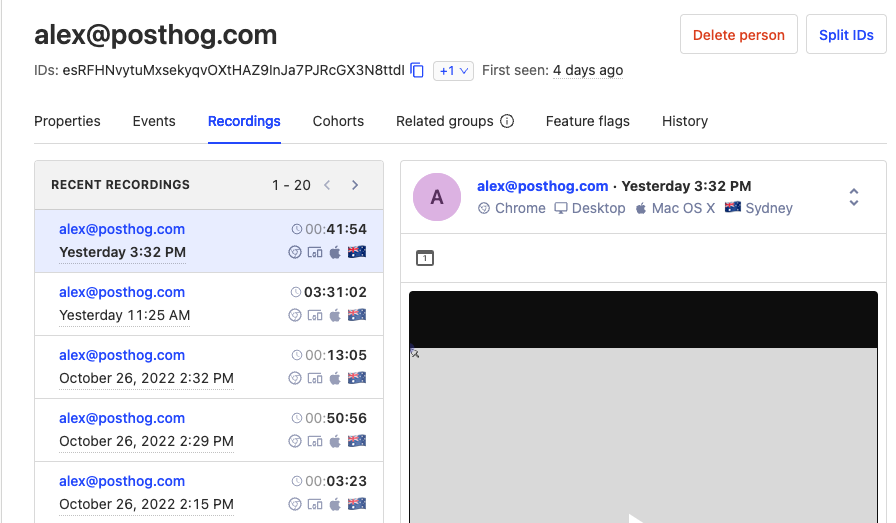 alex@posthog.com
Delete person
Split IDs
IDs: esRFHNvytuMxsekyqvOXtHAZ9InJa7PJRcGX3N8ttdI +1 First seen: 4 days ago
Properties Events Recordings Cohorts Related groups Feature flags History
RECENT RECORDINGS 1 - 20
alex@posthog.com 00:41:54
Yesterday 3:32 PM
alex@posthog.com 03:31:02
Yesterday 11:25 AM
alex@posthog.com 00:13:05
October 26, 2022 2:32 PM
alex@posthog.com 00:50:56
October 26, 2022 2:29 PM
alex@posthog.com 00:03:23
October 26, 2022 2:15 PM
A
alex@posthog.com · Yesterday 3:32 PM
Chrome Desktop Mac OS X Sydney
1